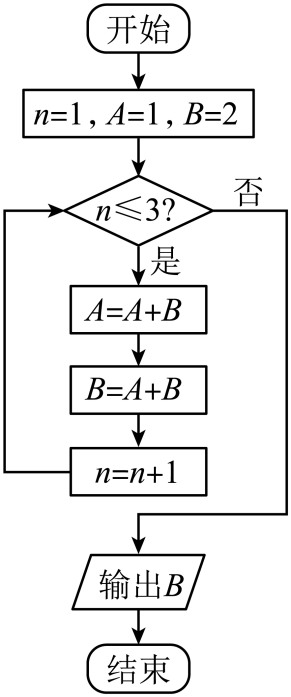 开始
n=1, A=1, B=2
n≤3?
否
是
A=A+B
B=A+B
n=n+1
输出B
结束